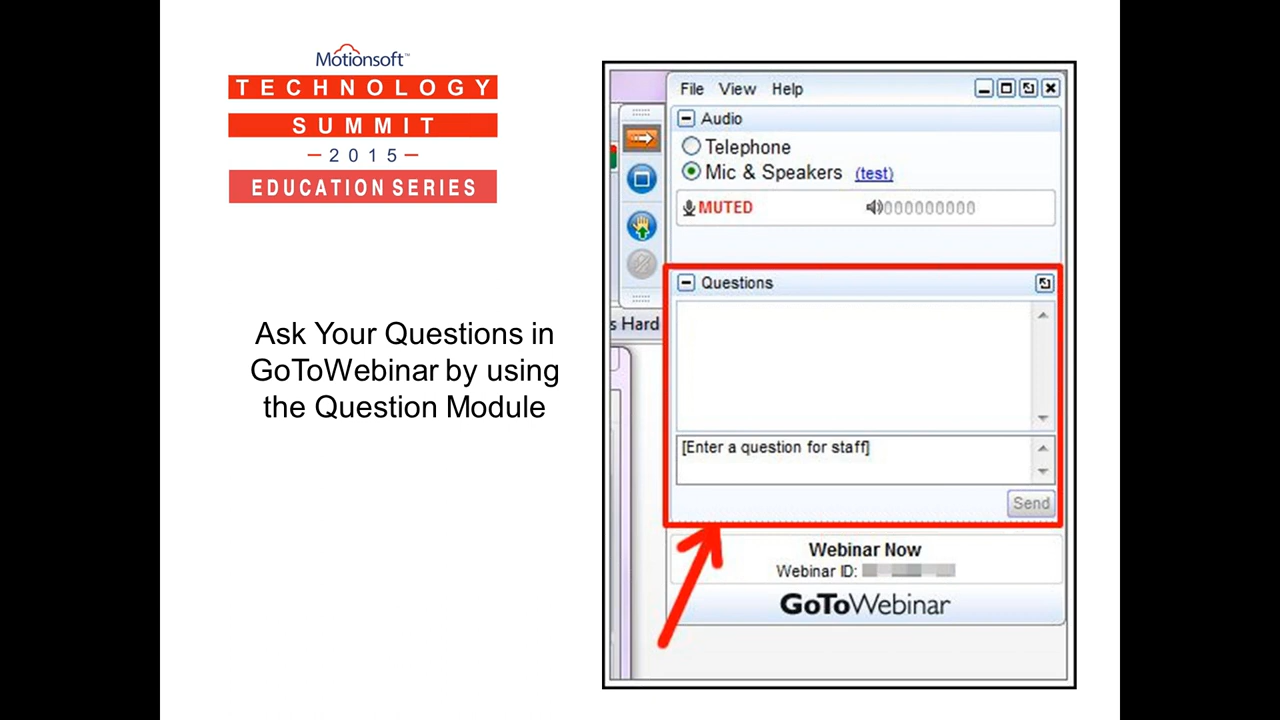 Motionsoft™
TECHNOLOGY
SUMMIT
2015
EDUCATION SERIES
Ask Your Questions in
GoToWebinar by using
the Question Module
File View Help
Audio
Telephone
Mic & Speakers (test)
MUTED
Questions
s Hard
[Enter a question for staff]
Send
Webinar Now
Webinar ID:
GoToWebinar